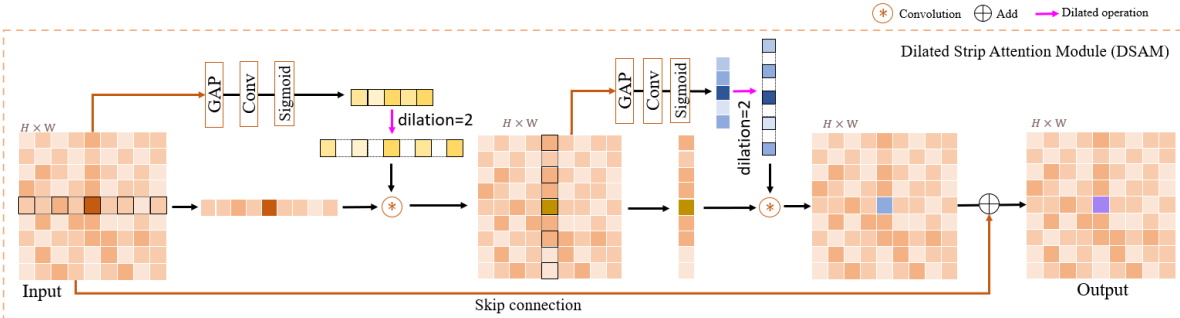 Convolution
Add
Dilated operation
Dilated Strip Attention Module (DSAM)
GAP
Conv
Sigmoid
dilation=2
H × W
H × W
GAP
Conv
Sigmoid
dilation=2
H × W
H × W
Input
Skip connection
Output